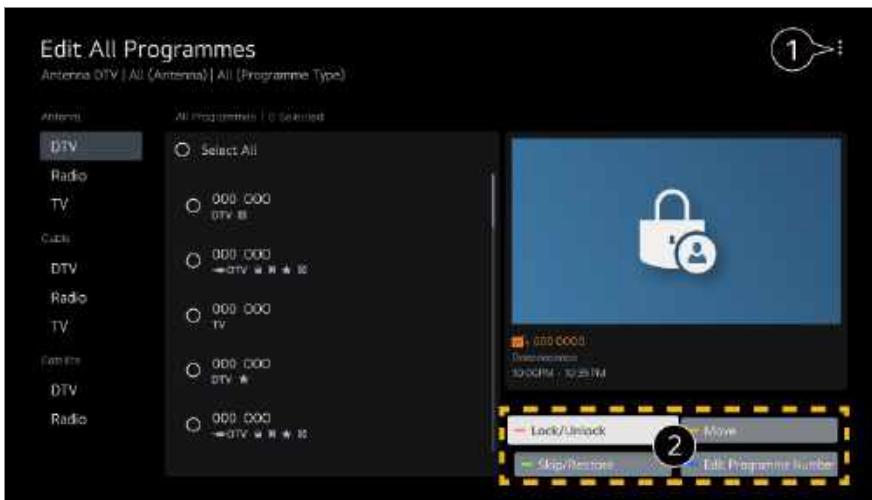 Edit All Programmes
Antenna DTV | All (Antenna) | All (Programme Type)
1
Antenna
DTV
Radio
TV
Cable
DTV
Radio
TV
Satellite
DTV
Radio
All Programmes | 0 Selected
Select All
000 000
DTV
000 000
DTV
000 000
TV
000 000
DTV
000 000
DTV
10:00PM - 10:35PM
Lock/Unlock
Move
2
Skip/Restore
Edit Programme Number